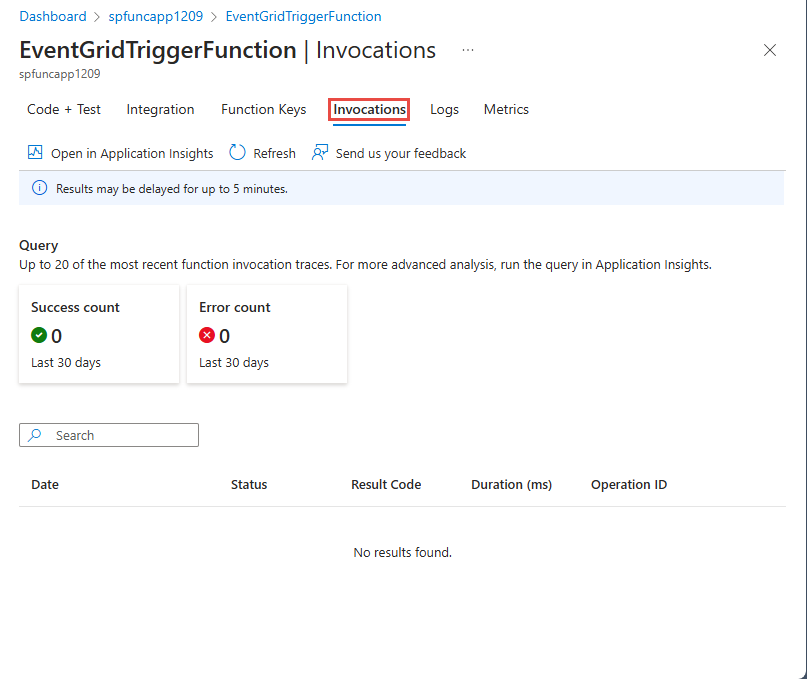 Dashboard > spfuncapp1209 > EventGridTriggerFunction
EventGridTriggerFunction | Invocations ...
spfuncapp1209
Code + Test Integration Function Keys Invocations Logs Metrics
Open in Application Insights Refresh Send us your feedback
Results may be delayed for up to 5 minutes.
Query
Up to 20 of the most recent function invocation traces. For more advanced analysis, run the query in Application Insights.
Success count Error count
0 0
Last 30 days Last 30 days
Search
Date Status Result Code Duration (ms) Operation ID
No results found.